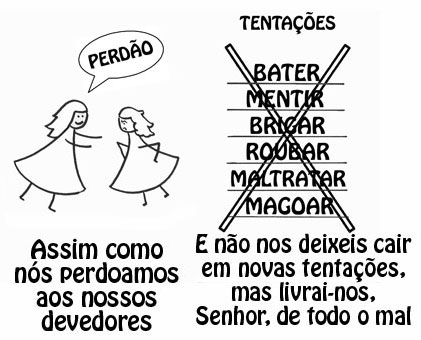 PERDÃO
Assim como
nós perdoamos
aos nossos
devedores
TENTAÇÕES
BATER
MENTIR
BRIGAR
ROUBAR
MALTRATAR
MAGOAR
E não nos deixeis cair
em novas tentações,
mas livrai-nos,
Senhor, de todo o mal